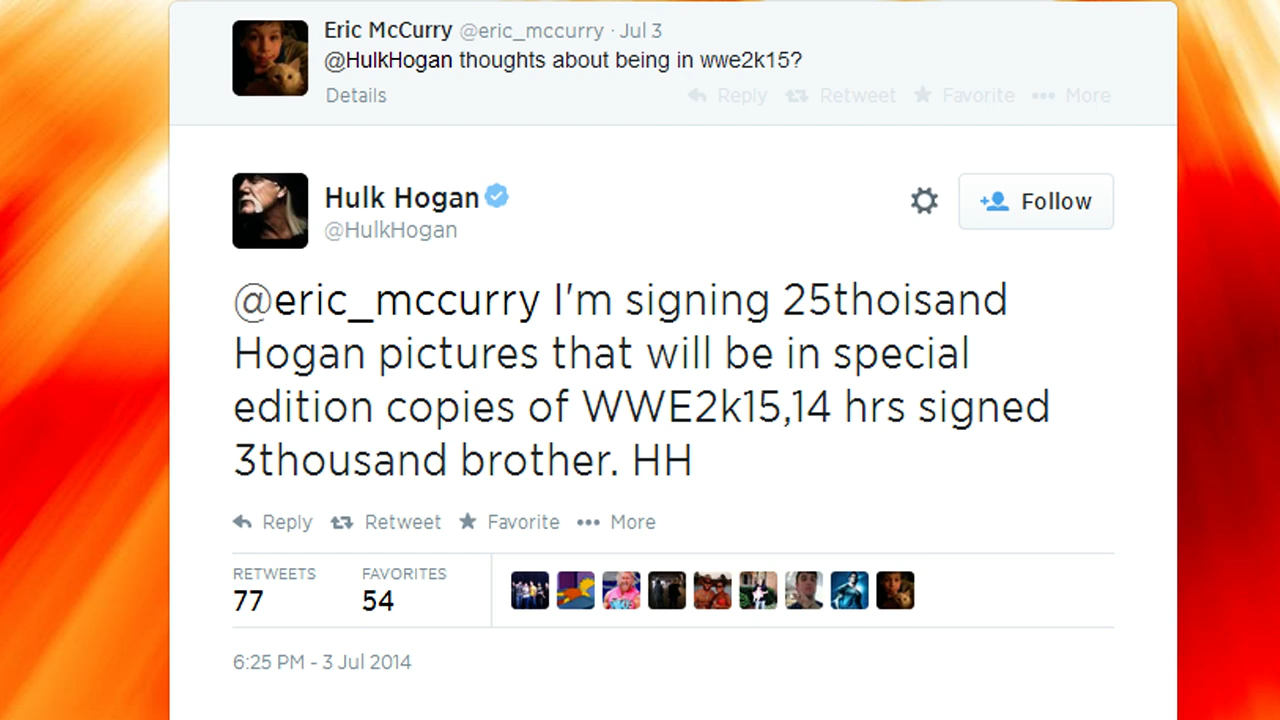 Eric McCurry @eric_mccurry · Jul 3
@HulkHogan thoughts about being in wwe2k15?
Details Reply Retweet Favorite More
Hulk Hogan
@HulkHogan
Follow
@eric_mccurry I'm signing 25thoisand
Hogan pictures that will be in special
edition copies of WWE2k15,14 hrs signed
3thousand brother. HH
Reply Retweet Favorite More
RETWEETS FAVORITES
77 54
6:25 PM - 3 Jul 2014